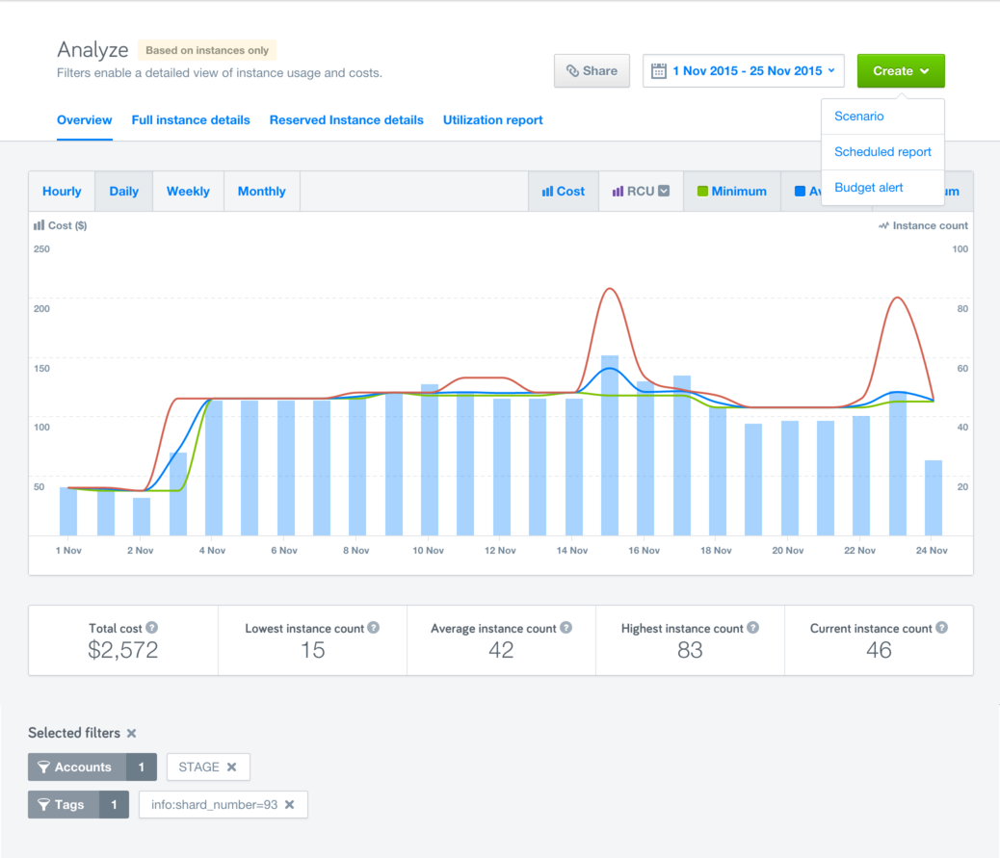 Analyze Based on instances only
Filters enable a detailed view of instance usage and costs.
Share 1 Nov 2015 - 25 Nov 2015 Create
Scenario
Scheduled report
Budget alert
Overview Full instance details Reserved Instance details Utilization report
Hourly Daily Weekly Monthly Cost RCU Minimum
Cost ($) Instance count
250 100
200 80
150 60
100 40
50 20
1 Nov 2 Nov 4 Nov 6 Nov 8 Nov 10 Nov 12 Nov 14 Nov 16 Nov 18 Nov 20 Nov 22 Nov 24 Nov
Total cost ? Lowest instance count ? Average instance count ? Highest instance count ? Current instance count ?
$2,572 15 42 83 46
Selected filters
Accounts 1 STAGE
Tags 1 info:shard_number=93